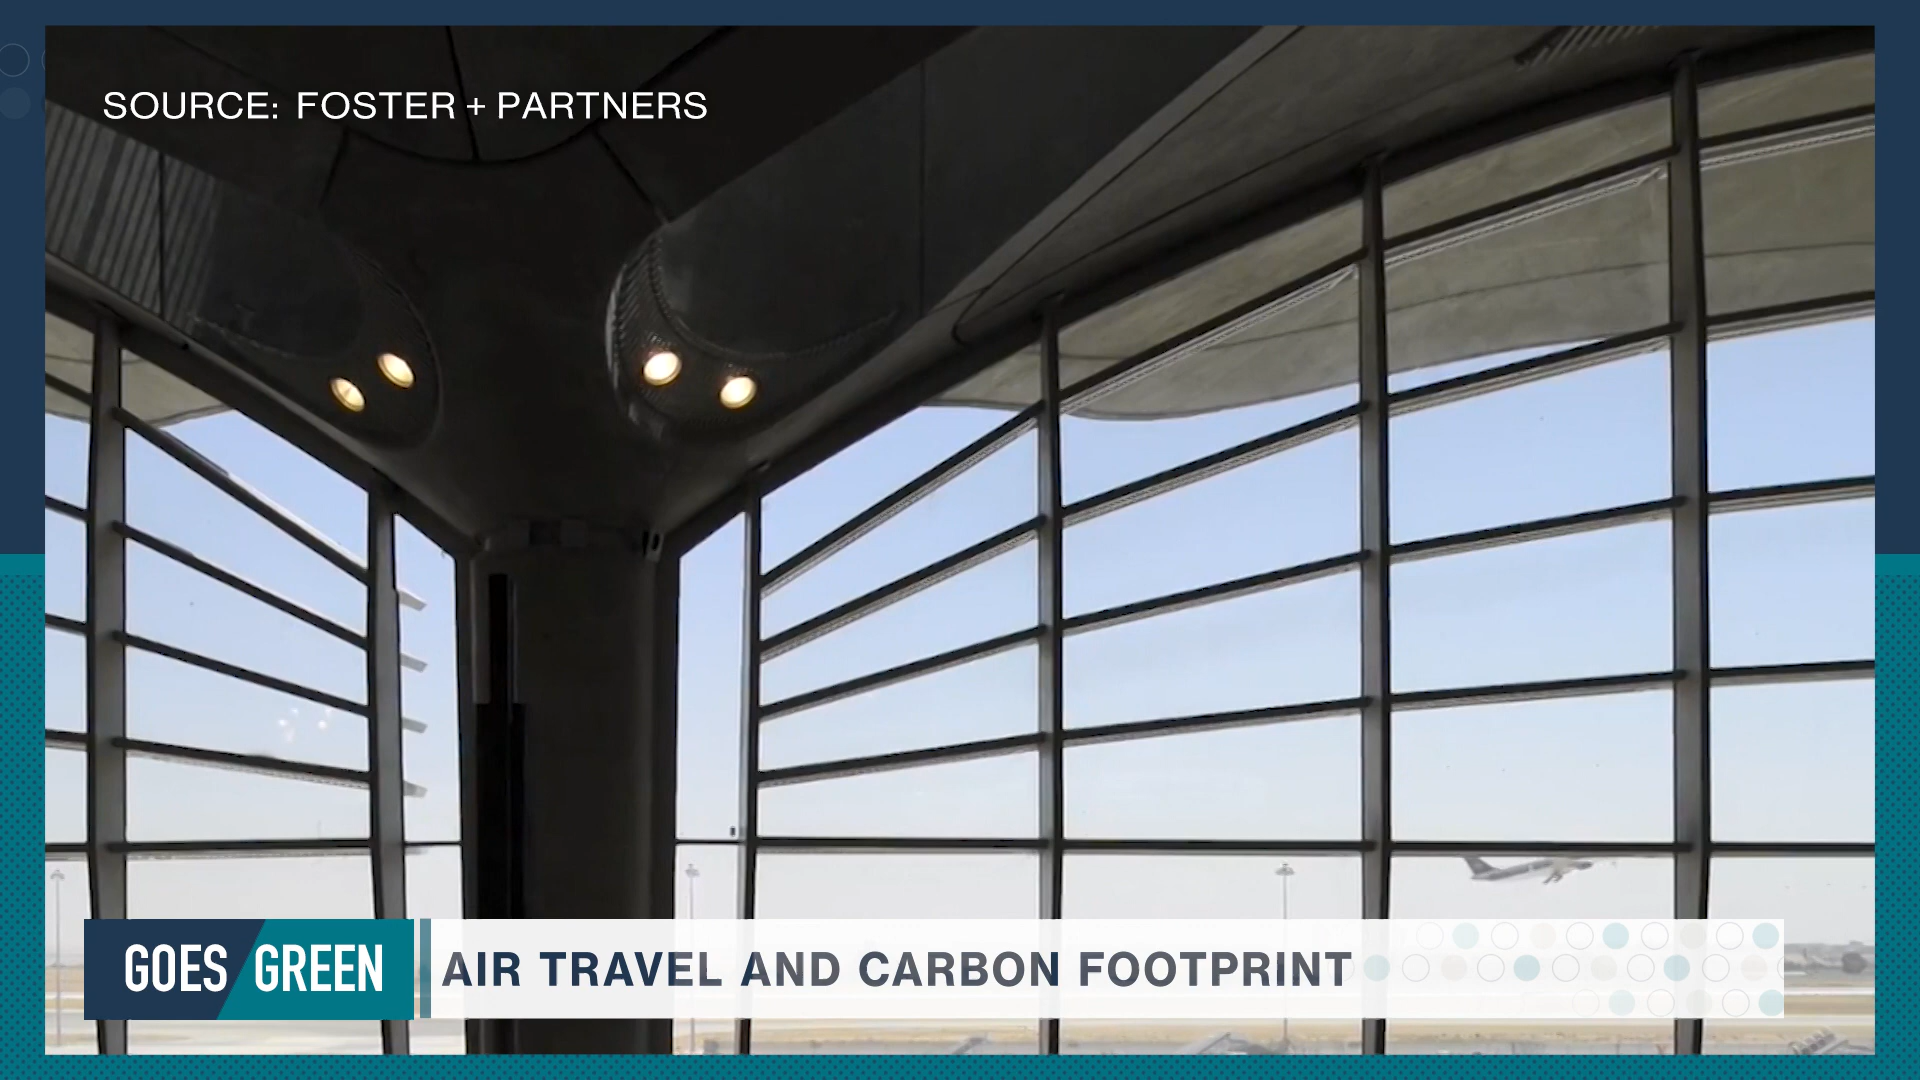 SOURCE: FOSTER + PARTNERS
GOES GREEN
AIR TRAVEL AND CARBON FOOTPRINT